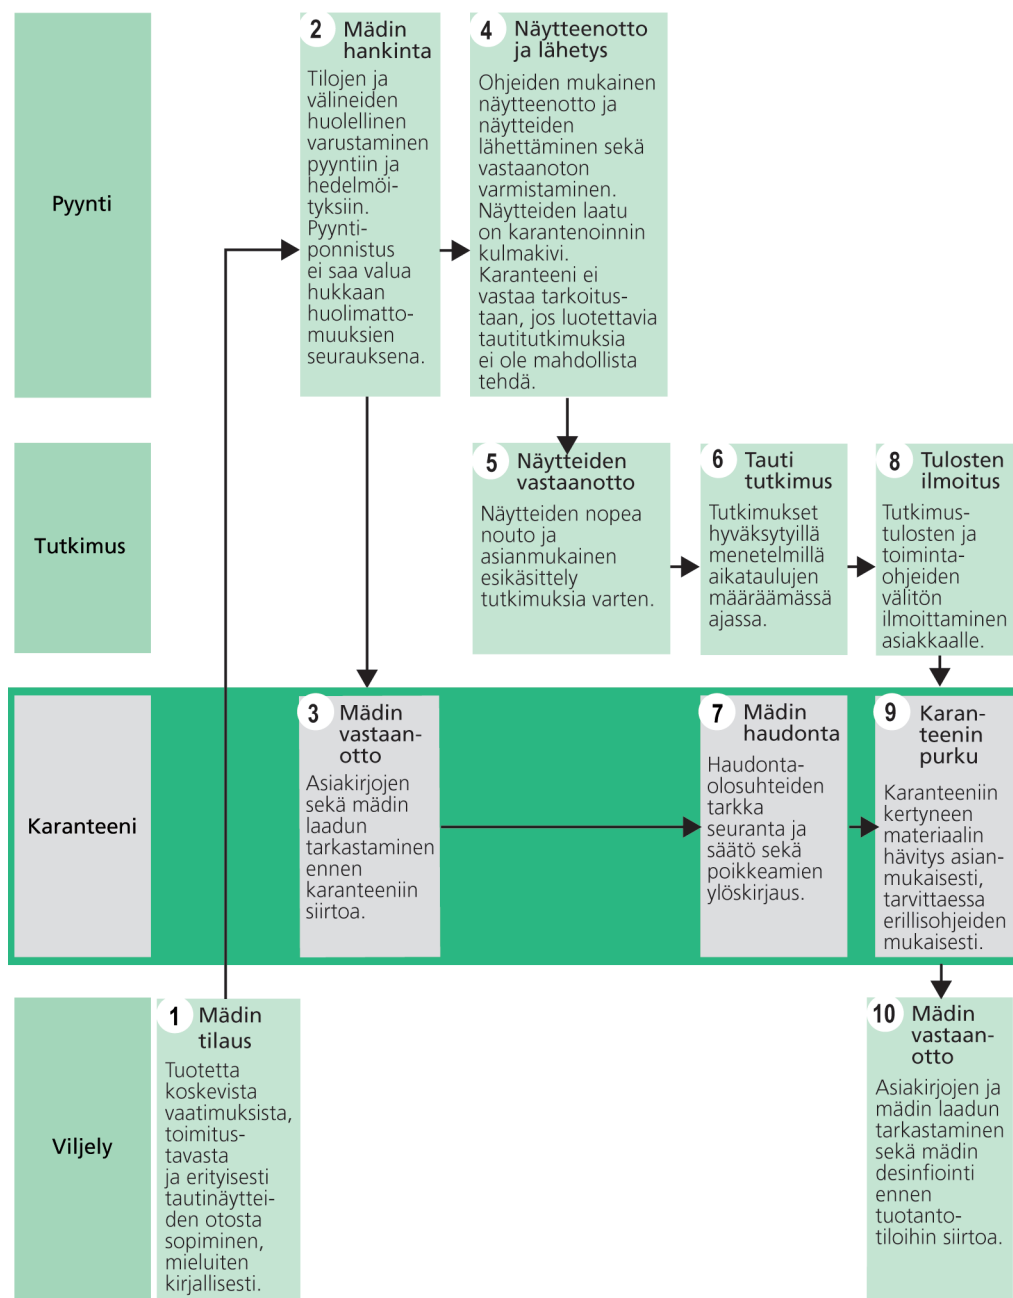 Pyynti
2 Mädin
hankinta
Tilojen ja
välineiden
huolellinen
varustaminen
pyyntiin ja
hedelmöi-
tyksiin.
Pyynti-
ponnistus
ei saa valua
hukkaan
huolimatto-
muuksien
seurauksena.
4 Näytteenotto
ja lähetys
Ohjeiden mukainen
näytteenotto ja
näytteiden
lähettäminen sekä
vastaanoton
varmistaminen.
Näytteiden laatu
on karantenoinnin
kulmakivi.
Karanteeni ei
vastaa tarkoitus-
taan, jos luotettavia
tautitutkimuksia
ei ole mahdollista
tehdä.
Tutkimus
5 Näytteiden
vastaanotto
Näytteiden nopea
nouto ja
asianmukainen
esikäsittely
tutkimuksia varten.
6 Tauti
tutkimus
Tutkimukset
hyväksytyillä
menetelmillä
aikataulujen
määräämässä
ajassa.
8 Tulosten
ilmoitus
Tutkimus-
tulosten ja
toiminta-
ohjeiden
välitön
ilmoittaminen
asiakkaalle.
Karanteeni
3 Mädin
vastaan-
otto
Asiakirjojen
sekä mädin
laadun
tarkastaminen
ennen
karanteeniin
siirtoa.
7 Mädin
haudonta
Haudonta-
olosuhteiden
tarkka
seuranta ja
säätö sekä
poikkeamien
ylöskirjaus.
9 Karan-
teenin
purku
Karanteeniin
kertyneen
materiaalin
hävitys asian-
mukaisesti,
tarvittaessa
erillisohjeiden
mukaisesti.
Viljely
1 Mädin
tilaus
Tuotetta
koskevista
vaatimuksista,
toimitus-
tavasta
ja erityisesti
tautinäyttei-
den otosta
sopiminen,
mieluiten
kirjallisesti.
10 Mädin
vastaan-
otto
Asiakirjojen ja
mädin laadun
tarkastaminen
sekä mädin
desinfiointi
ennen
tuotanto-
tiloihin siirtoa.